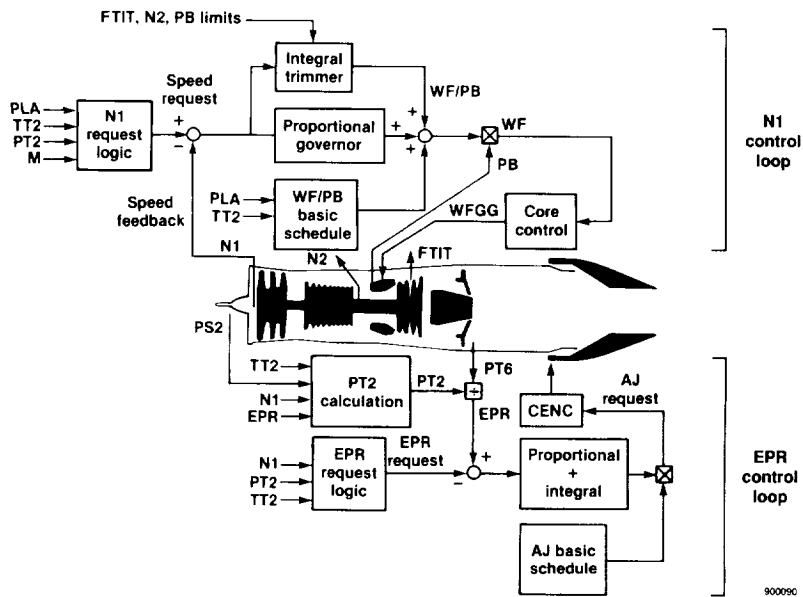 FTIT, N2, PB limits
Integral
trimmer
Speed
request
WF/PB
PLA
TT2
PT2
M
N1
request
logic
+
−
Proportional
governor
+
+
+
WF
PB
N1
control
loop
Speed
feedback
PLA
TT2
WF/PB
basic
schedule
WFGG
Core
control
N1
N2
FTIT
PS2
TT2
N1
EPR
PT2
calculation
PT2
PT6
÷
EPR
CENC
AJ
request
N1
PT2
TT2
EPR
request
logic
EPR
request
+
−
Proportional
+
integral
EPR
control
loop
AJ basic
schedule
900090